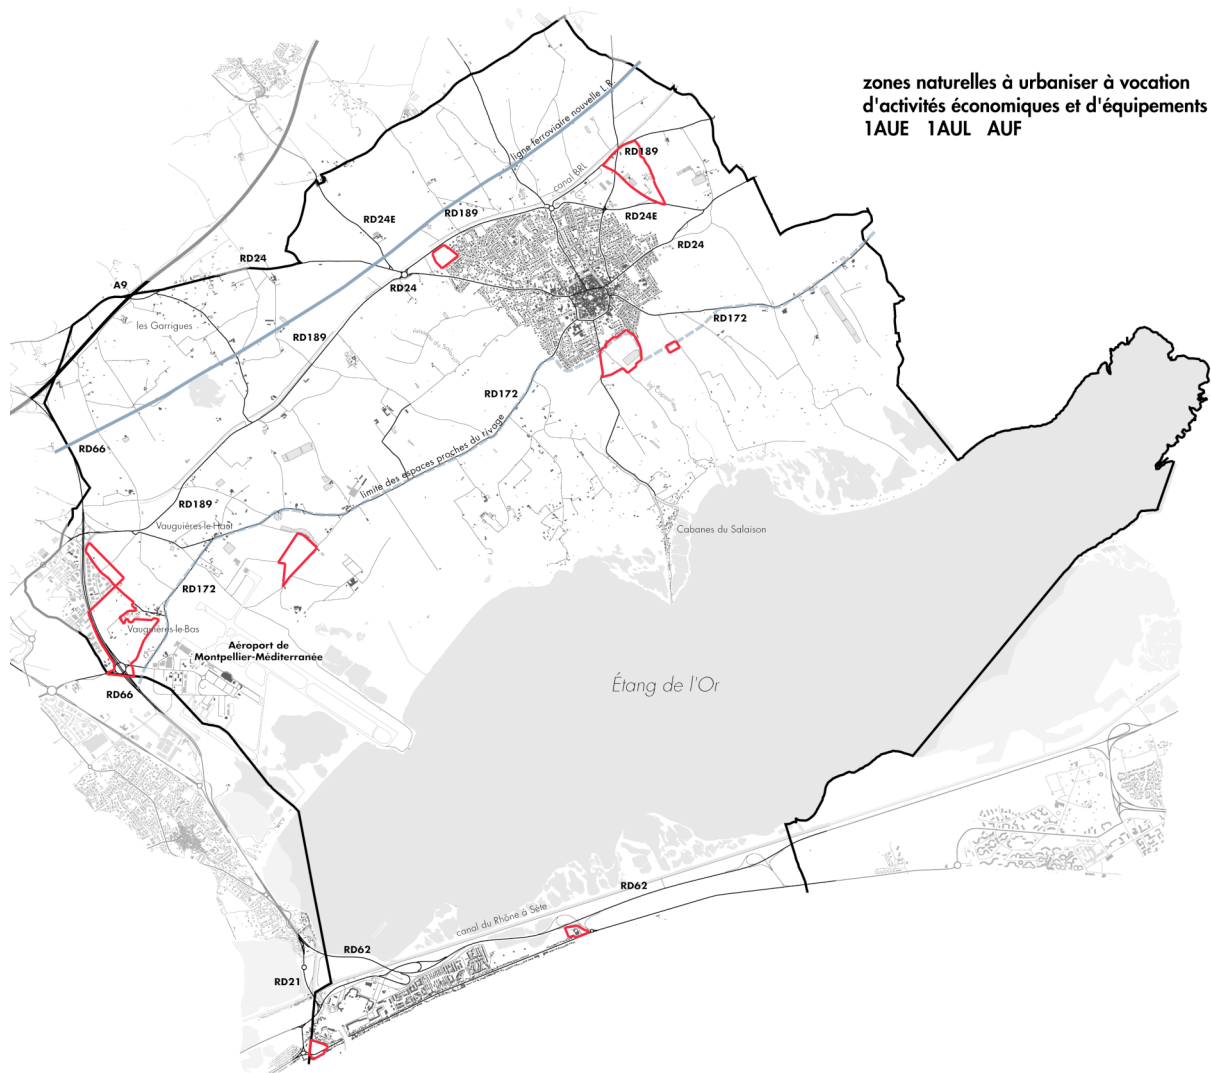 zones naturelles à urbaniser à vocation
d'activités économiques et d'équipements
1AUE 1AUL AUF
ligne ferroviaire nouvelle L.R.
canal BRL
RD189
RD24E
RD189
RD24E
RD24
RD24
RD24
A9
les Garrigues
RD189
RD172
RD172
limite des espaces proches du rivage
RD66
RD189
Vauguières-le-Haut
Cabanes du Salaison
RD172
Vauguières-le-Bas
Aéroport de
Montpellier-Méditerranée
RD66
Étang de l'Or
RD62
canal du Rhône à Sète
RD62
RD21